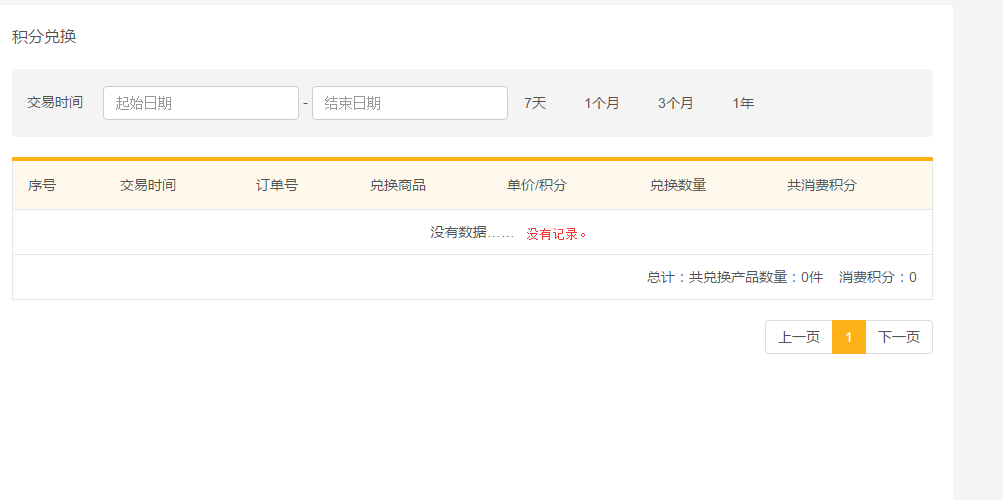 积分兑换
交易时间 起始日期 - 结束日期 7天 1个月 3个月 1年
序号 交易时间 订单号 兑换商品 单价/积分 兑换数量 共消费积分
没有数据…… 没有记录。
总计：共兑换产品数量：0件 消费积分：0
上一页 1 下一页